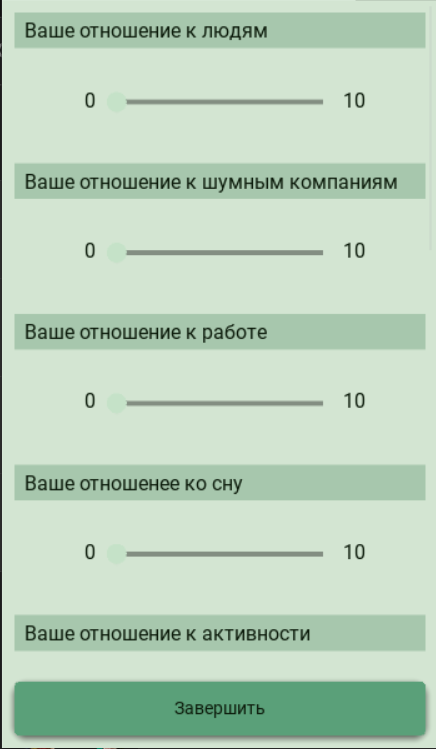 Ваше отношение к людям
0 10
Ваше отношение к шумным компаниям
0 10
Ваше отношение к работе
0 10
Ваше отношенее ко сну
0 10
Ваше отношение к активности
Завершить